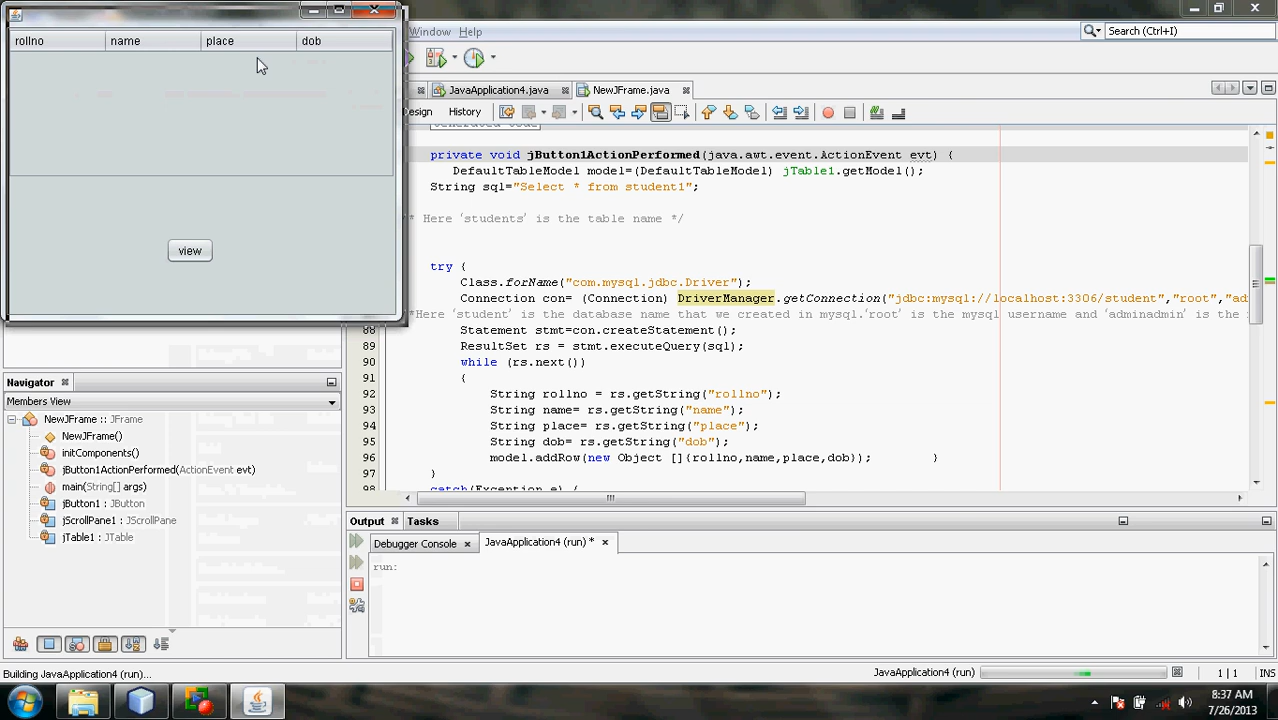 rollno name place dob
view
Window Help
Search (Ctrl+I)
JavaApplication4.java NewJFrame.java
Design History
private void jButton1ActionPerformed(java.awt.event.ActionEvent evt) {
DefaultTableModel model=(DefaultTableModel) jTable1.getModel();
String sql="Select * from student1";
* Here 'students' is the table name */
try {
Class.forName("com.mysql.jdbc.Driver");
Connection con= (Connection) DriverManager.getConnection("jdbc:mysql://localhost:3306/student","root","ad
*Here 'student' is the database name that we created in mysql.'root' is the mysql username and 'adminadmin' is the
88 Statement stmt=con.createStatement();
89 ResultSet rs = stmt.executeQuery(sql);
90 while (rs.next())
91 {
92 String rollno = rs.getString("rollno");
93 String name= rs.getString("name");
94 String place= rs.getString("place");
95 String dob= rs.getString("dob");
96 model.addRow(new Object []{rollno,name,place,dob}); }
97 }
98 catch(Exception e) {
Navigator
Members View
NewJFrame :: JFrame
NewJFrame()
initComponents()
jButton1ActionPerformed(ActionEvent evt)
main(String[] args)
jButton1 : JButton
jScrollPane1 : JScrollPane
jTable1 : JTable
Output Tasks
Debugger Console JavaApplication4 (run) *
run:
Building JavaApplication4 (run)... JavaApplication4 (run) 1 | 1 INS
8:37 AM
7/26/2013